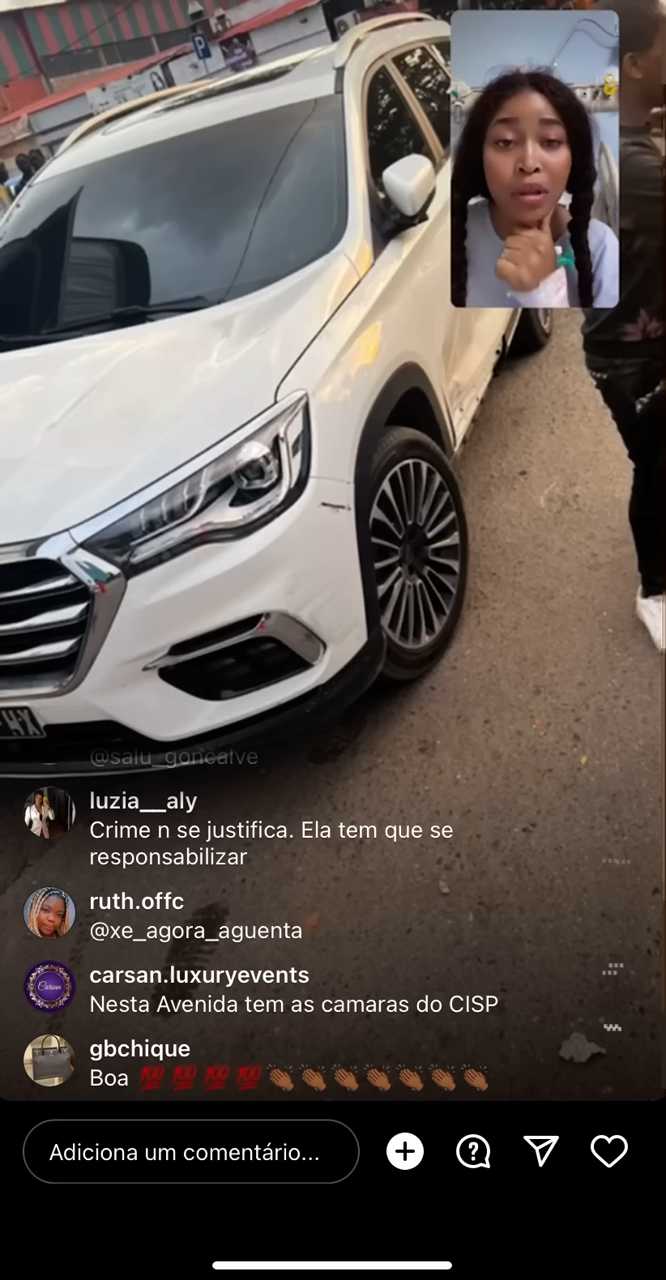 P
@salu_goncalve
luzia__aly
Crime n se justifica. Ela tem que se
responsabilizar
ruth.offc
@xe_agora_aguenta
Carsan
carsan.luxuryevents
Nesta Avenida tem as camaras do CISP
gbchique
Boa 💯💯💯💯👏🏽👏🏽👏🏽👏🏽👏🏽👏🏽👏🏽
Adiciona um comentário...